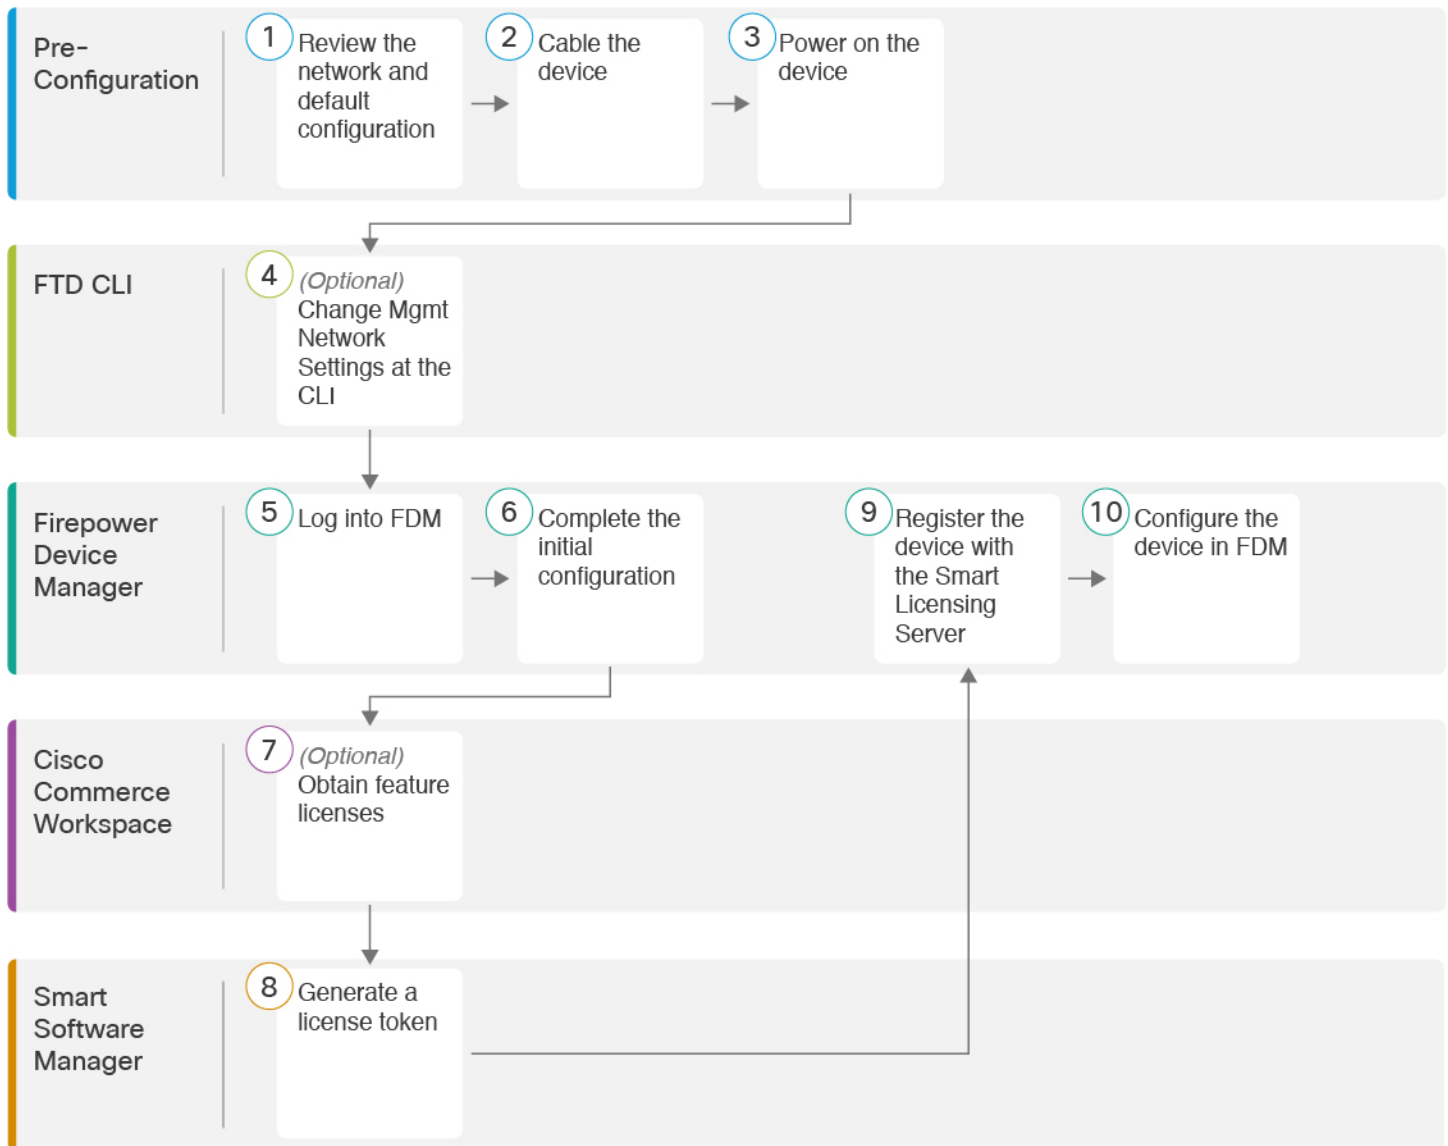 Pre-
Configuration
1
Review the
network and
default
configuration
2
Cable the
device
3
Power on the
device
FTD CLI
4
(Optional)
Change Mgmt
Network
Settings at the
CLI
Firepower
Device
Manager
5
Log into FDM
6
Complete the
initial
configuration
9
Register the
device with
the Smart
Licensing
Server
10
Configure the
device in FDM
Cisco
Commerce
Workspace
7
(Optional)
Obtain feature
licenses
Smart
Software
Manager
8
Generate a
license token